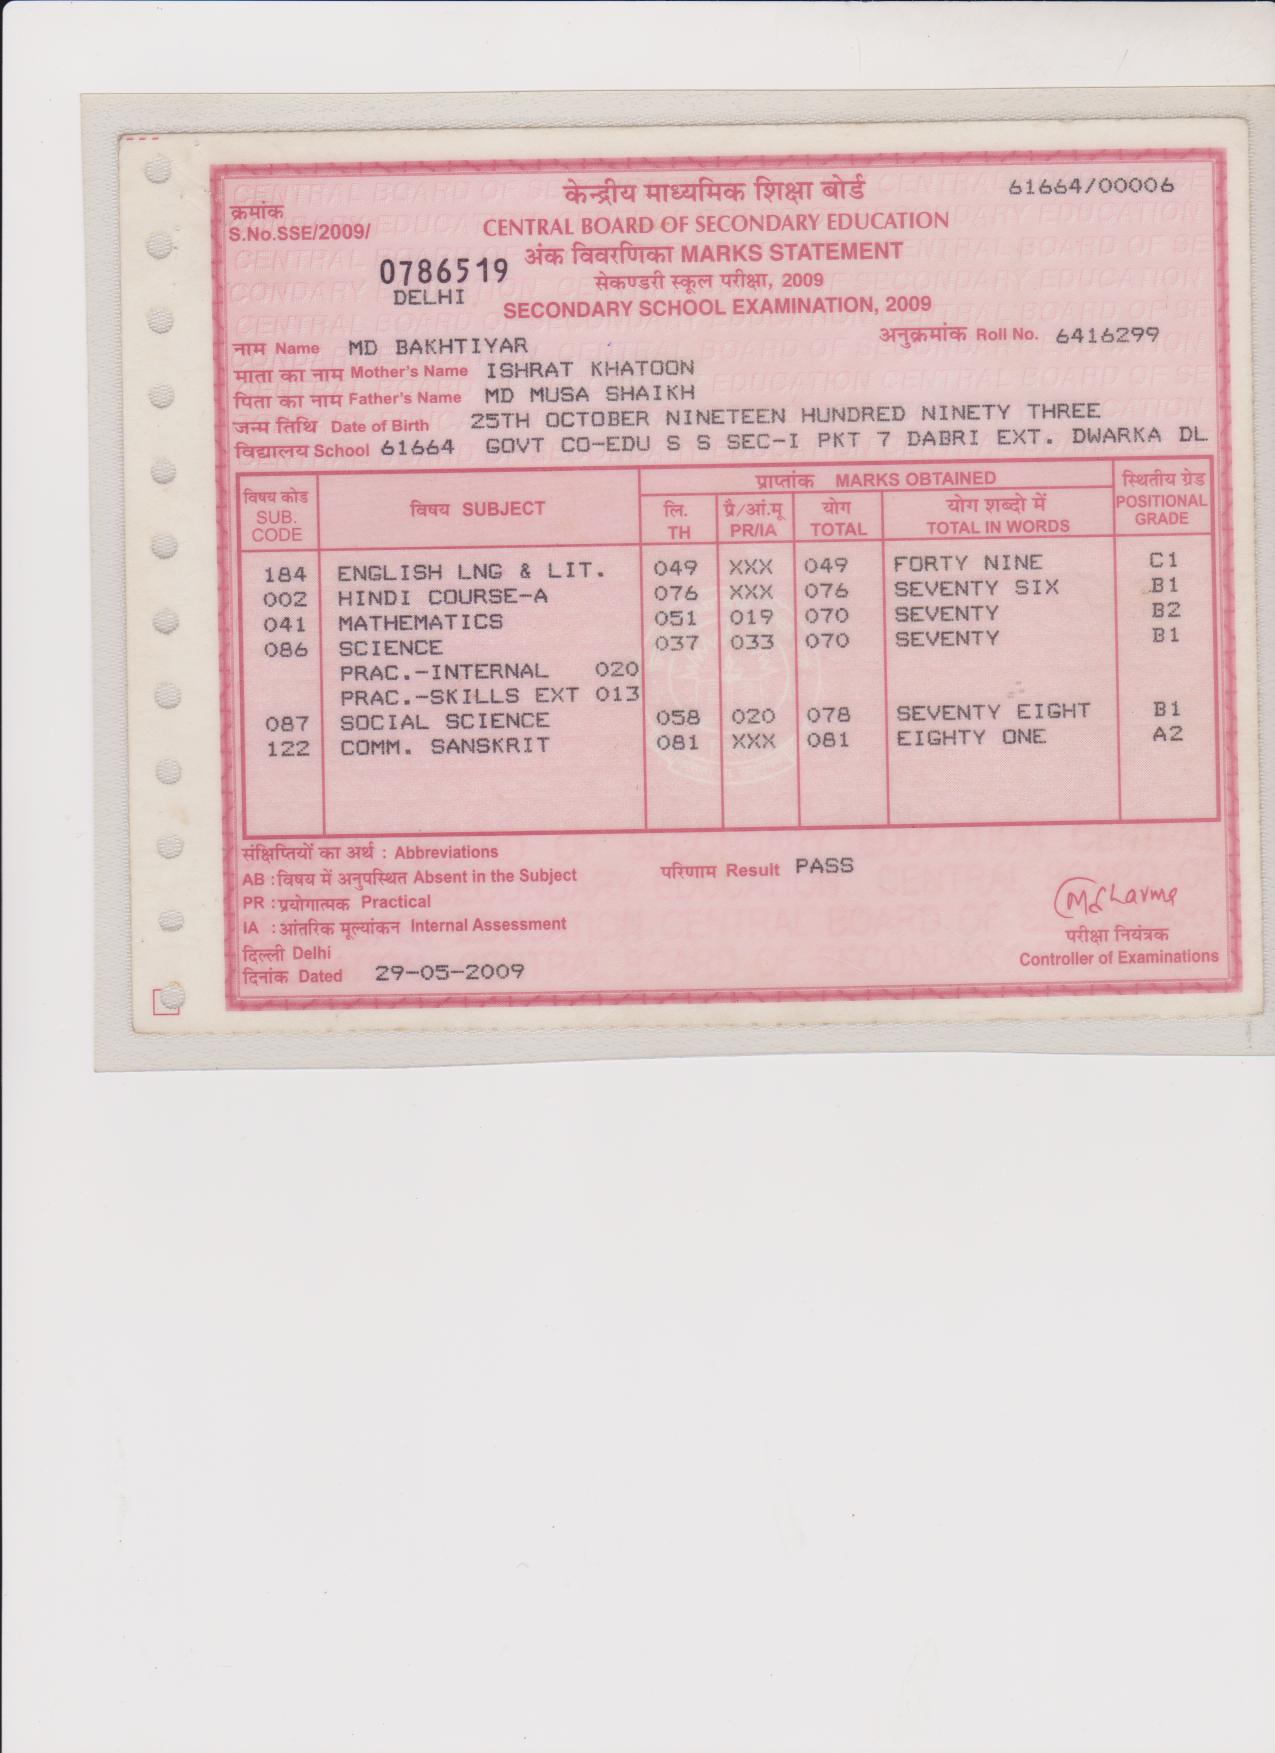 केन्द्रीय माध्यमिक शिक्षा बोर्ड
61664/00006
क्रमांक
S.No.SSE/2009/
CENTRAL BOARD OF SECONDARY EDUCATION
अंक विवरणिका MARKS STATEMENT
0786519
DELHI
सेकण्डरी स्कूल परीक्षा, 2009
SECONDARY SCHOOL EXAMINATION, 2009
अनुक्रमांक Roll No. 6416299
नाम Name MD BAKHTIYAR
माता का नाम Mother's Name ISHRAT KHATOON
पिता का नाम Father's Name MD MUSA SHAIKH
जन्म तिथि Date of Birth 25TH OCTOBER NINETEEN HUNDRED NINETY THREE
विद्यालय School 61664 GOVT CO-EDU S S SEC-I PKT 7 DABRI EXT. DWARKA DL
विषय कोड
SUB.
CODE
विषय SUBJECT
प्राप्तांक MARKS OBTAINED
लि.
TH
प्रै/आं.मू
PR/IA
योग
TOTAL
योग शब्दो में
TOTAL IN WORDS
स्थितीय ग्रेड
POSITIONAL
GRADE
184 ENGLISH LNG & LIT. 049 XXX 049 FORTY NINE C1
002 HINDI COURSE-A 076 XXX 076 SEVENTY SIX B1
041 MATHEMATICS 051 019 070 SEVENTY B2
086 SCIENCE 037 033 070 SEVENTY B1
PRAC.-INTERNAL 020
PRAC.-SKILLS EXT 013
087 SOCIAL SCIENCE 058 020 078 SEVENTY EIGHT B1
122 COMM. SANSKRIT 081 XXX 081 EIGHTY ONE A2
संक्षिप्तियों का अर्थ : Abbreviations
AB : विषय में अनुपस्थित Absent in the Subject
PR : प्रयोगात्मक Practical
IA : आंतरिक मूल्यांकन Internal Assessment
परिणाम Result PASS
दिल्ली Delhi
दिनांक Dated 29-05-2009
परीक्षा नियंत्रक
Controller of Examinations